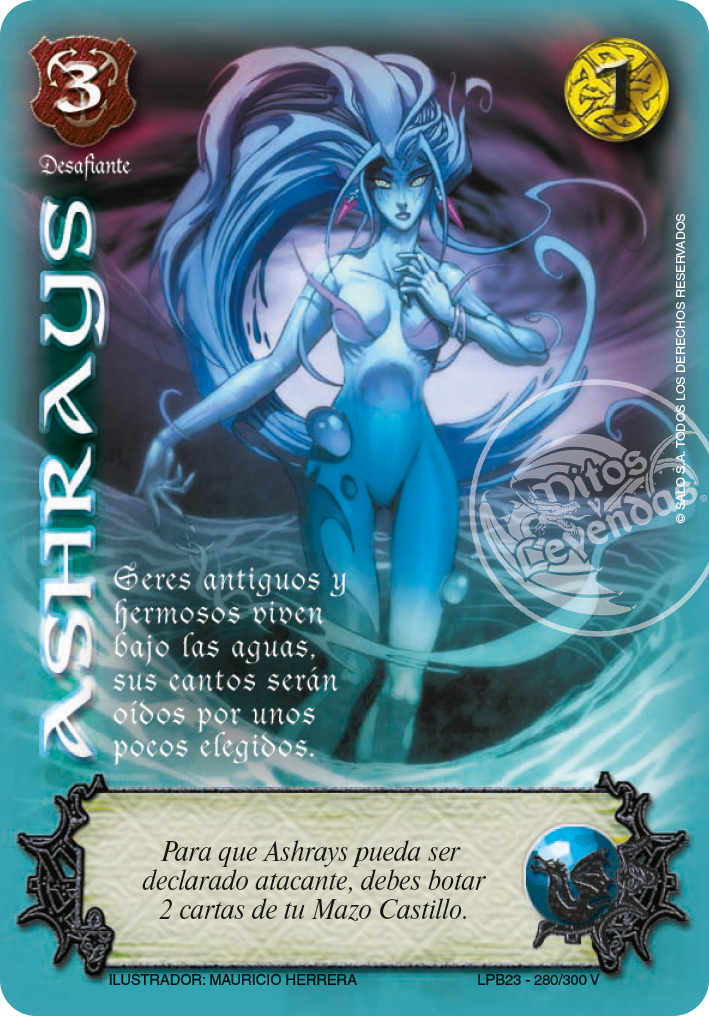 3
1
Desafiante
ASHRAYS
© SALO S.A. TODOS LOS DERECHOS RESERVADOS
Mitos
y
Leyendas
®
Seres antiguos y
hermosos viven
bajo las aguas,
sus cantos serán
oídos por unos
pocos elegidos.
Para que Ashrays pueda ser
declarado atacante, debes botar
2 cartas de tu Mazo Castillo.
ILUSTRADOR: MAURICIO HERRERA
LPB23 - 280/300 V